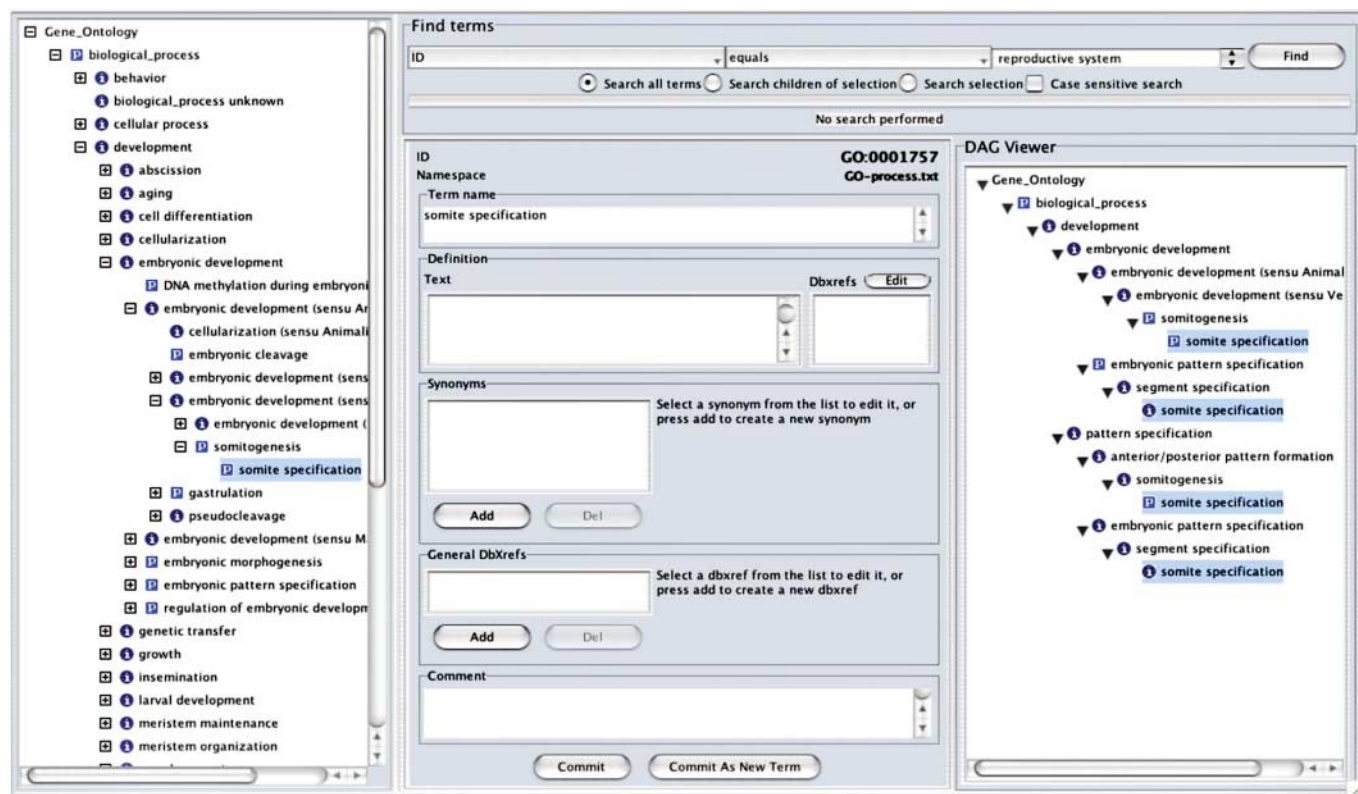 Gene_Ontology
biological_process
behavior
biological_process unknown
cellular process
development
abscission
aging
cell differentiation
cellularization
embryonic development
DNA methylation during embryoni
embryonic development (sensu Ar
cellularization (sensu Animali
embryonic cleavage
embryonic development (sens
embryonic development (sens
embryonic development (
somitogenesis
somite specification
gastrulation
pseudocleavage
embryonic development (sensu M
embryonic morphogenesis
embryonic pattern specification
regulation of embryonic developm
genetic transfer
growth
insemination
larval development
meristem maintenance
meristem organization
Find terms
ID equals reproductive system Find
Search all terms Search children of selection Search selection Case sensitive search
No search performed
ID GO:0001757
Namespace GO-process.txt
Term name
somite specification
Definition
Text Dbxrefs Edit
Synonyms
Select a synonym from the list to edit it, or
press add to create a new synonym
Add Del
General DbXrefs
Select a dbxref from the list to edit it, or
press add to create a new dbxref
Add Del
Comment
Commit Commit As New Term
DAG Viewer
Gene_Ontology
biological_process
development
embryonic development
embryonic development (sensu Animal
embryonic development (sensu Ve
somitogenesis
somite specification
embryonic pattern specification
segment specification
somite specification
pattern specification
anterior/posterior pattern formation
somitogenesis
somite specification
embryonic pattern specification
segment specification
somite specification